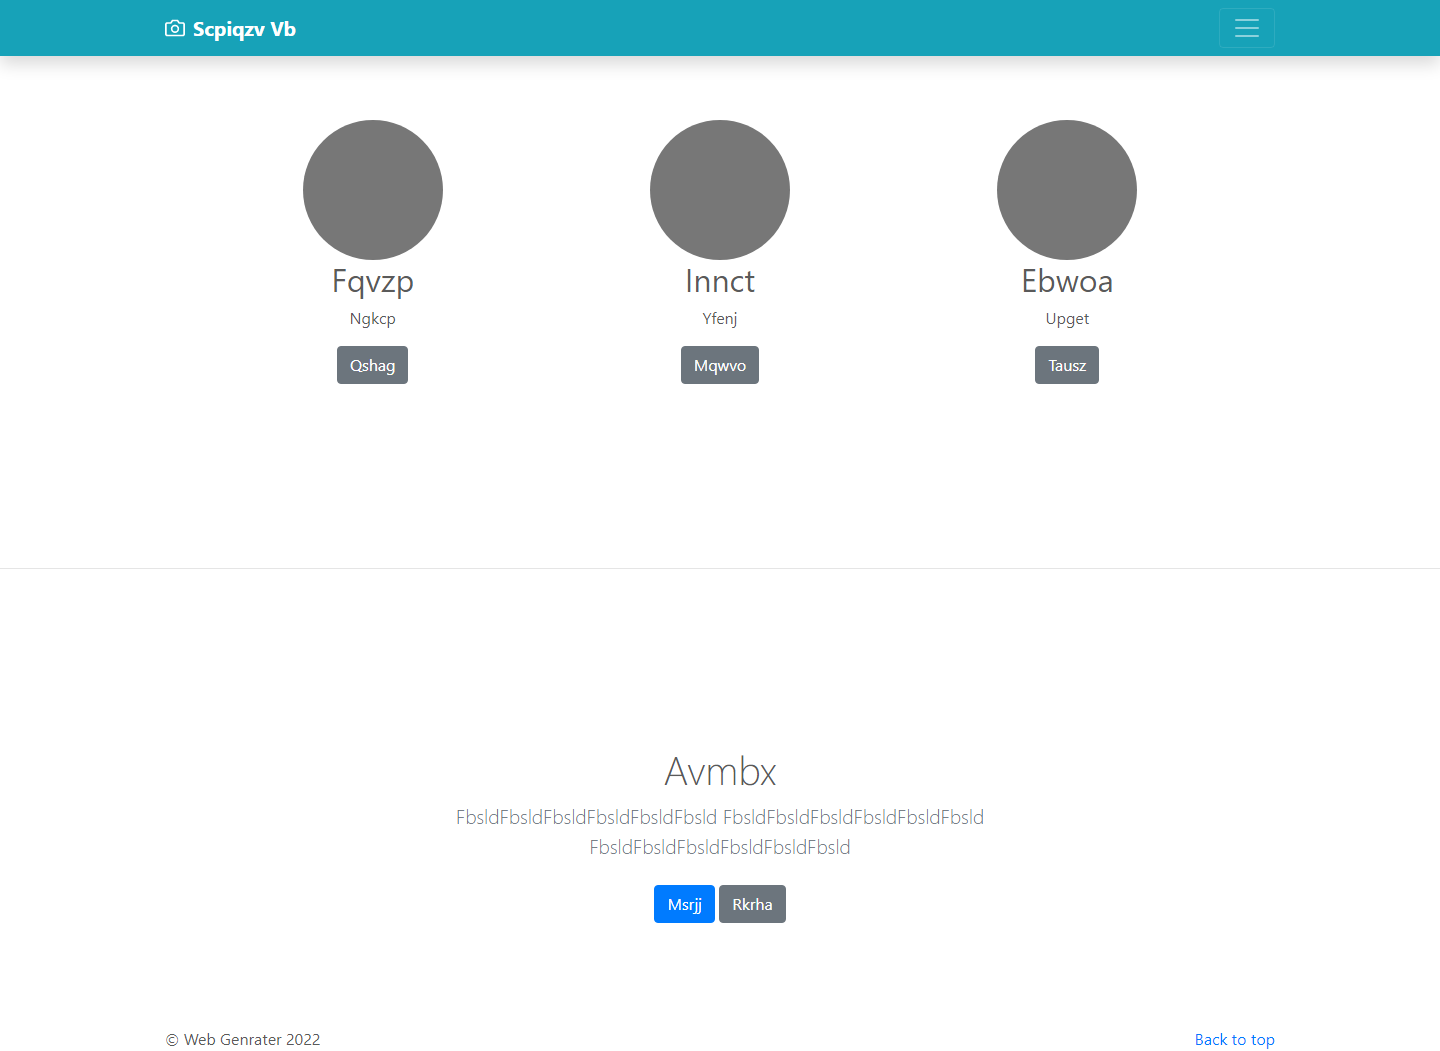 Scpiqzv Vb
Fqvzp
Ngkcp
Qshag
Innct
Yfenj
Mqwvo
Ebwoa
Upget
Tausz
Avmbx
FbsldFbsldFbsldFbsldFbsldFbsld FbsldFbsldFbsldFbsldFbsldFbsld
FbsldFbsldFbsldFbsldFbsldFbsld
Msrjj Rkrha
© Web Genrater 2022
Back to top